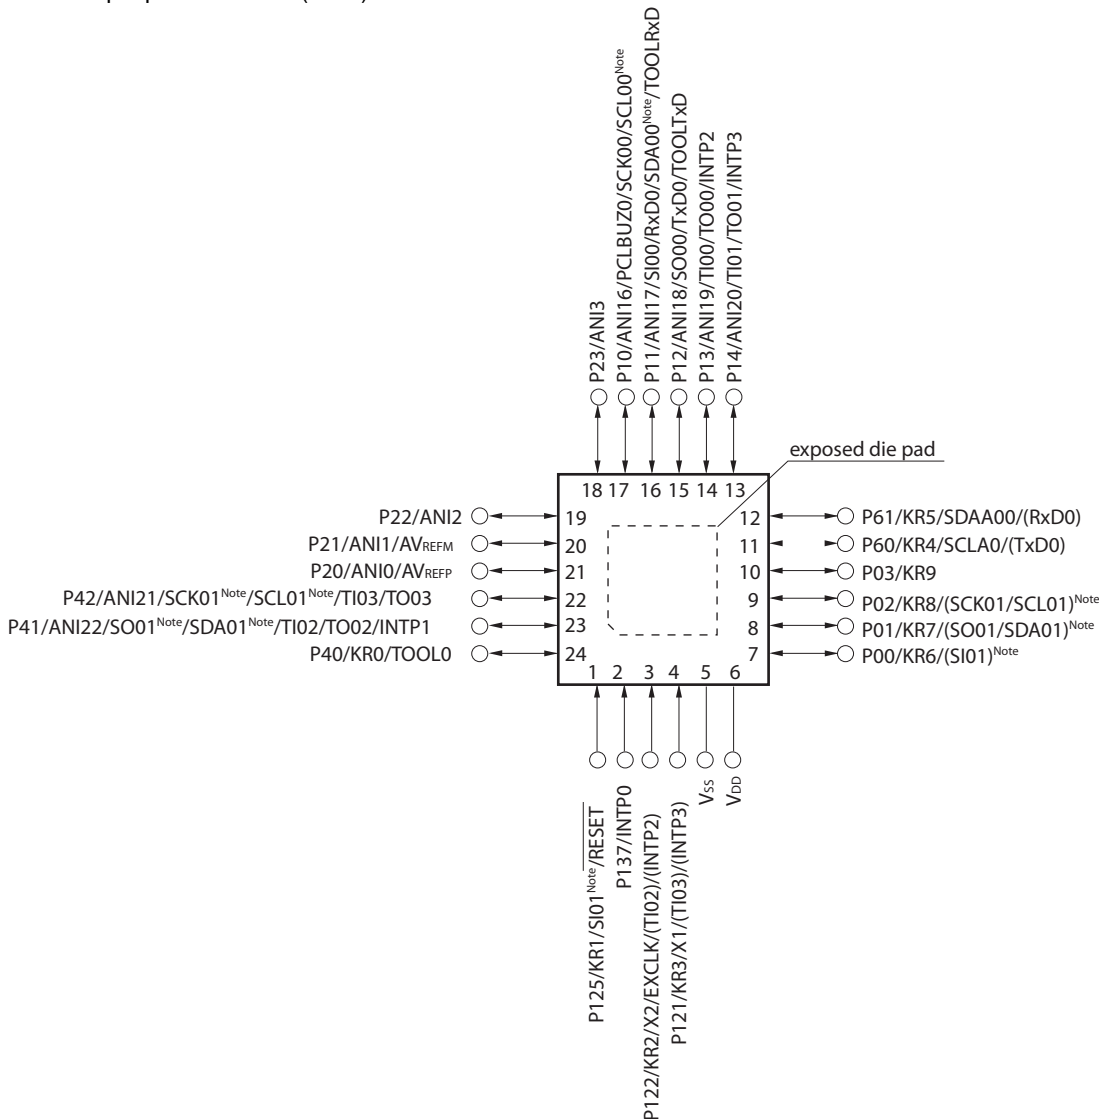 P23/ANI3
P10/ANI16/PCLBUZ0/SCK00/SCL00Note
P11/ANI17/SI00/RxD0/SDA00Note/TOOLRxD
P12/ANI18/SO00/TxD0/TOOLTxD
P13/ANI19/TI00/TO00/INTP2
P14/ANI20/TI01/TO01/INTP3
exposed die pad
18 17 16 15 14 13
P22/ANI2 19
P21/ANI1/AVREFM 20
P20/ANI0/AVREFP 21
P42/ANI21/SCK01Note/SCL01Note/TI03/TO03 22
P41/ANI22/SO01Note/SDA01Note/TI02/TO02/INTP1 23
P40/KR0/TOOL0 24
12 P61/KR5/SDAA00/(RxD0)
11 P60/KR4/SCLA0/(TxD0)
10 P03/KR9
9 P02/KR8/(SCK01/SCL01)Note
8 P01/KR7/(SO01/SDA01)Note
7 P00/KR6/(SI01)Note
1 2 3 4 5 6
P125/KR1/SI01Note/RESET
P137/INTP0
P122/KR2/X2/EXCLK/(TI02)/(INTP2)
P121/KR3/X1/(TI03)/(INTP3)
VSS
VDD